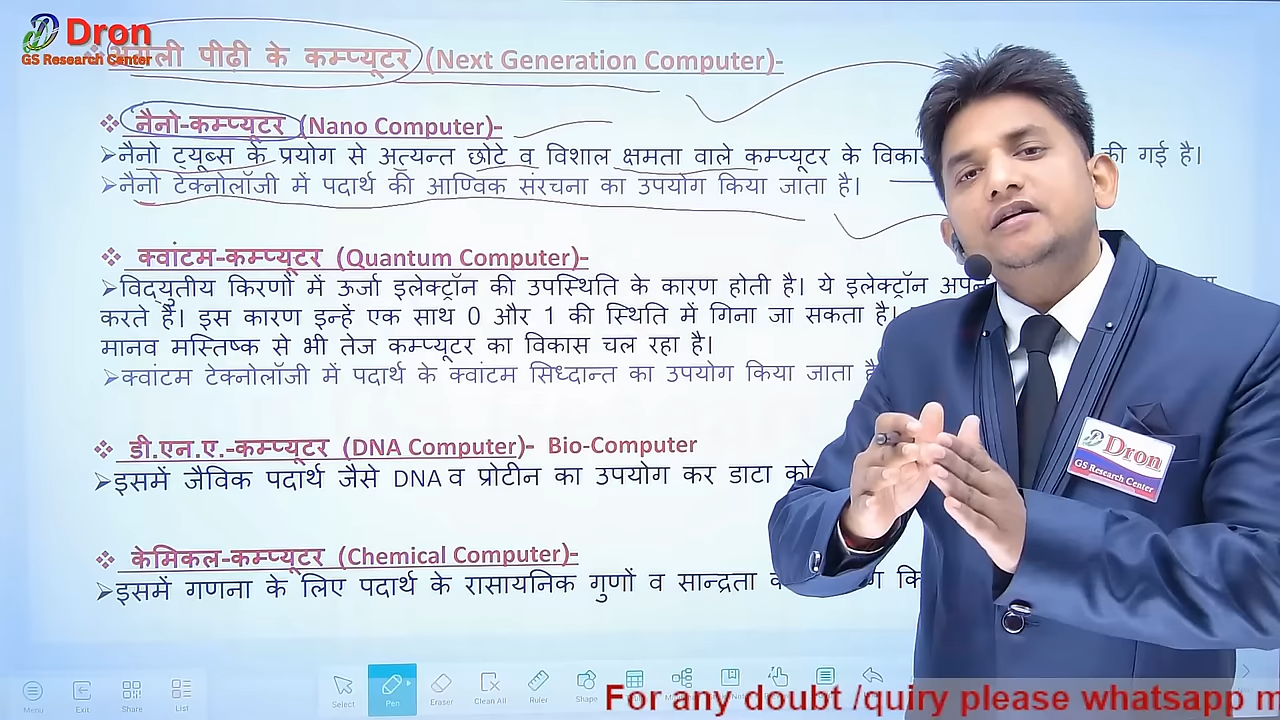 Dron
GS Research Center
अगली पीढी के कम्प्यूटर (Next Generation Computer)-
❖ नैनो-कम्प्यूटर (Nano Computer)-
➢नैनो ट्यूब्स के प्रयोग से अत्यन्त छोटे व विशाल क्षमता वाले कम्प्यूटर के विकास की गई है।
➢नैनो टेक्नोलॉजी में पदार्थ की आण्विक संरचना का उपयोग किया जाता है।
❖ क्वांटम-कम्प्यूटर (Quantum Computer)-
➢विद्युतीय किरणों में ऊर्जा इलेक्ट्रॉन की उपस्थिति के कारण होती है। ये इलेक्ट्रॉन
करते हैं। इस कारण इन्हें एक साथ 0 और 1 की स्थिति में गिना जा सकता है।
मानव मस्तिष्क से भी तेज कम्प्यूटर का विकास चल रहा है।
➢क्वांटम टेक्नोलॉजी में पदार्थ के क्वांटम सिध्दान्त का उपयोग किया जाता है
❖ डी.एन.ए.-कम्प्यूटर (DNA Computer)- Bio-Computer
➢इसमें जैविक पदार्थ जैसे DNA व प्रोटीन का उपयोग कर डाटा को
❖ केमिकल-कम्प्यूटर (Chemical Computer)-
➢इसमें गणना के लिए पदार्थ के रासायनिक गुणों व सान्द्रता
Dron
GS Research Center
Menu Exit Share List Select Pen Eraser Clean All Ruler Shape
For any doubt /quiry please whatsapp m